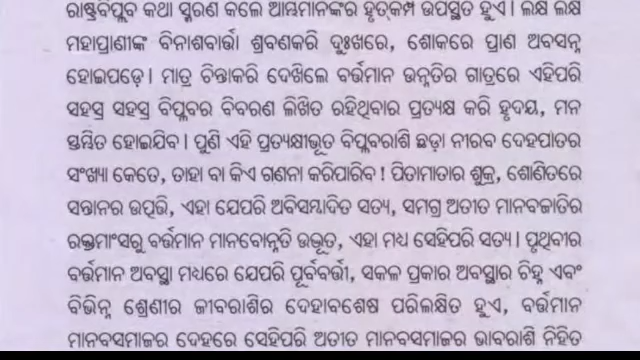 ରାଷ୍ଟ୍ରବିପ୍ଳବ କଥା ସ୍ମରଣ କଲେ ଆମ୍ଭମାନଙ୍କର ହୃତ୍‌କମ୍ପ ଉପସ୍ଥିତ ହୁଏ। ଲକ୍ଷ ଲକ୍ଷ
ମହାପ୍ରାଣୀଙ୍କ ବିନାଶବାର୍ତ୍ତା ଶ୍ରବଣକରି ଦୁଃଖରେ, ଶୋକରେ ପ୍ରାଣ ଅବସନ୍ନ
ହୋଇପଡ଼େ। ମାତ୍ର ଚିନ୍ତାକରି ଦେଖିଲେ ବର୍ତ୍ତମାନ ଉନ୍ନତିର ଗାତ୍ରରେ ଏହିପରି
ସହସ୍ର ସହସ୍ର ବିପ୍ଳବର ବିବରଣ ଲିଖିତ ରହିଥିବାର ପ୍ରତ୍ୟକ୍ଷ କରି ହୃଦୟ, ମନ
ସ୍ତମ୍ଭିତ ହୋଇଯିବ। ପୁଣି ଏହି ପ୍ରତ୍ୟକ୍ଷୀଭୂତ ବିପ୍ଳବରାଶି ଛଡ଼ା ନୀରବ ଦେହପାତର
ସଂଖ୍ୟା କେତେ, ତାହା ବା କିଏ ଗଣନା କରିପାରିବ! ପିତାମାତାର ଶୁକ୍ର, ଶୋଣିତରେ
ସନ୍ତାନର ଉତ୍ପତ୍ତି, ଏହା ଯେପରି ଅବିସମ୍ବାଦିତ ସତ୍ୟ, ସମଗ୍ର ଅତୀତ ମାନବଜାତିର
ରକ୍ତମାଂସରୁ ବର୍ତ୍ତମାନ ମାନବୋନ୍ନତି ଉଦ୍ଭୂତ, ଏହା ମଧ୍ୟ ସେହିପରି ସତ୍ୟ। ପୃଥିବୀର
ବର୍ତ୍ତମାନ ଅବସ୍ଥା ମଧ୍ୟରେ ଯେପରି ପୂର୍ବବର୍ତ୍ତୀ, ସକଳ ପ୍ରକାର ଅବସ୍ଥାର ଚିହ୍ନ ଏବଂ
ବିଭିନ୍ନ ଶ୍ରେଣୀର ଜୀବରାଶିର ଦେହାବଶେଷ ପରିଲକ୍ଷିତ ହୁଏ, ବର୍ତ୍ତମାନ
ମାନବସମାଜର ଦେହରେ ସେହିପରି ଅତୀତ ମାନବସମାଜର ଭାବରାଶି ନିହିତ